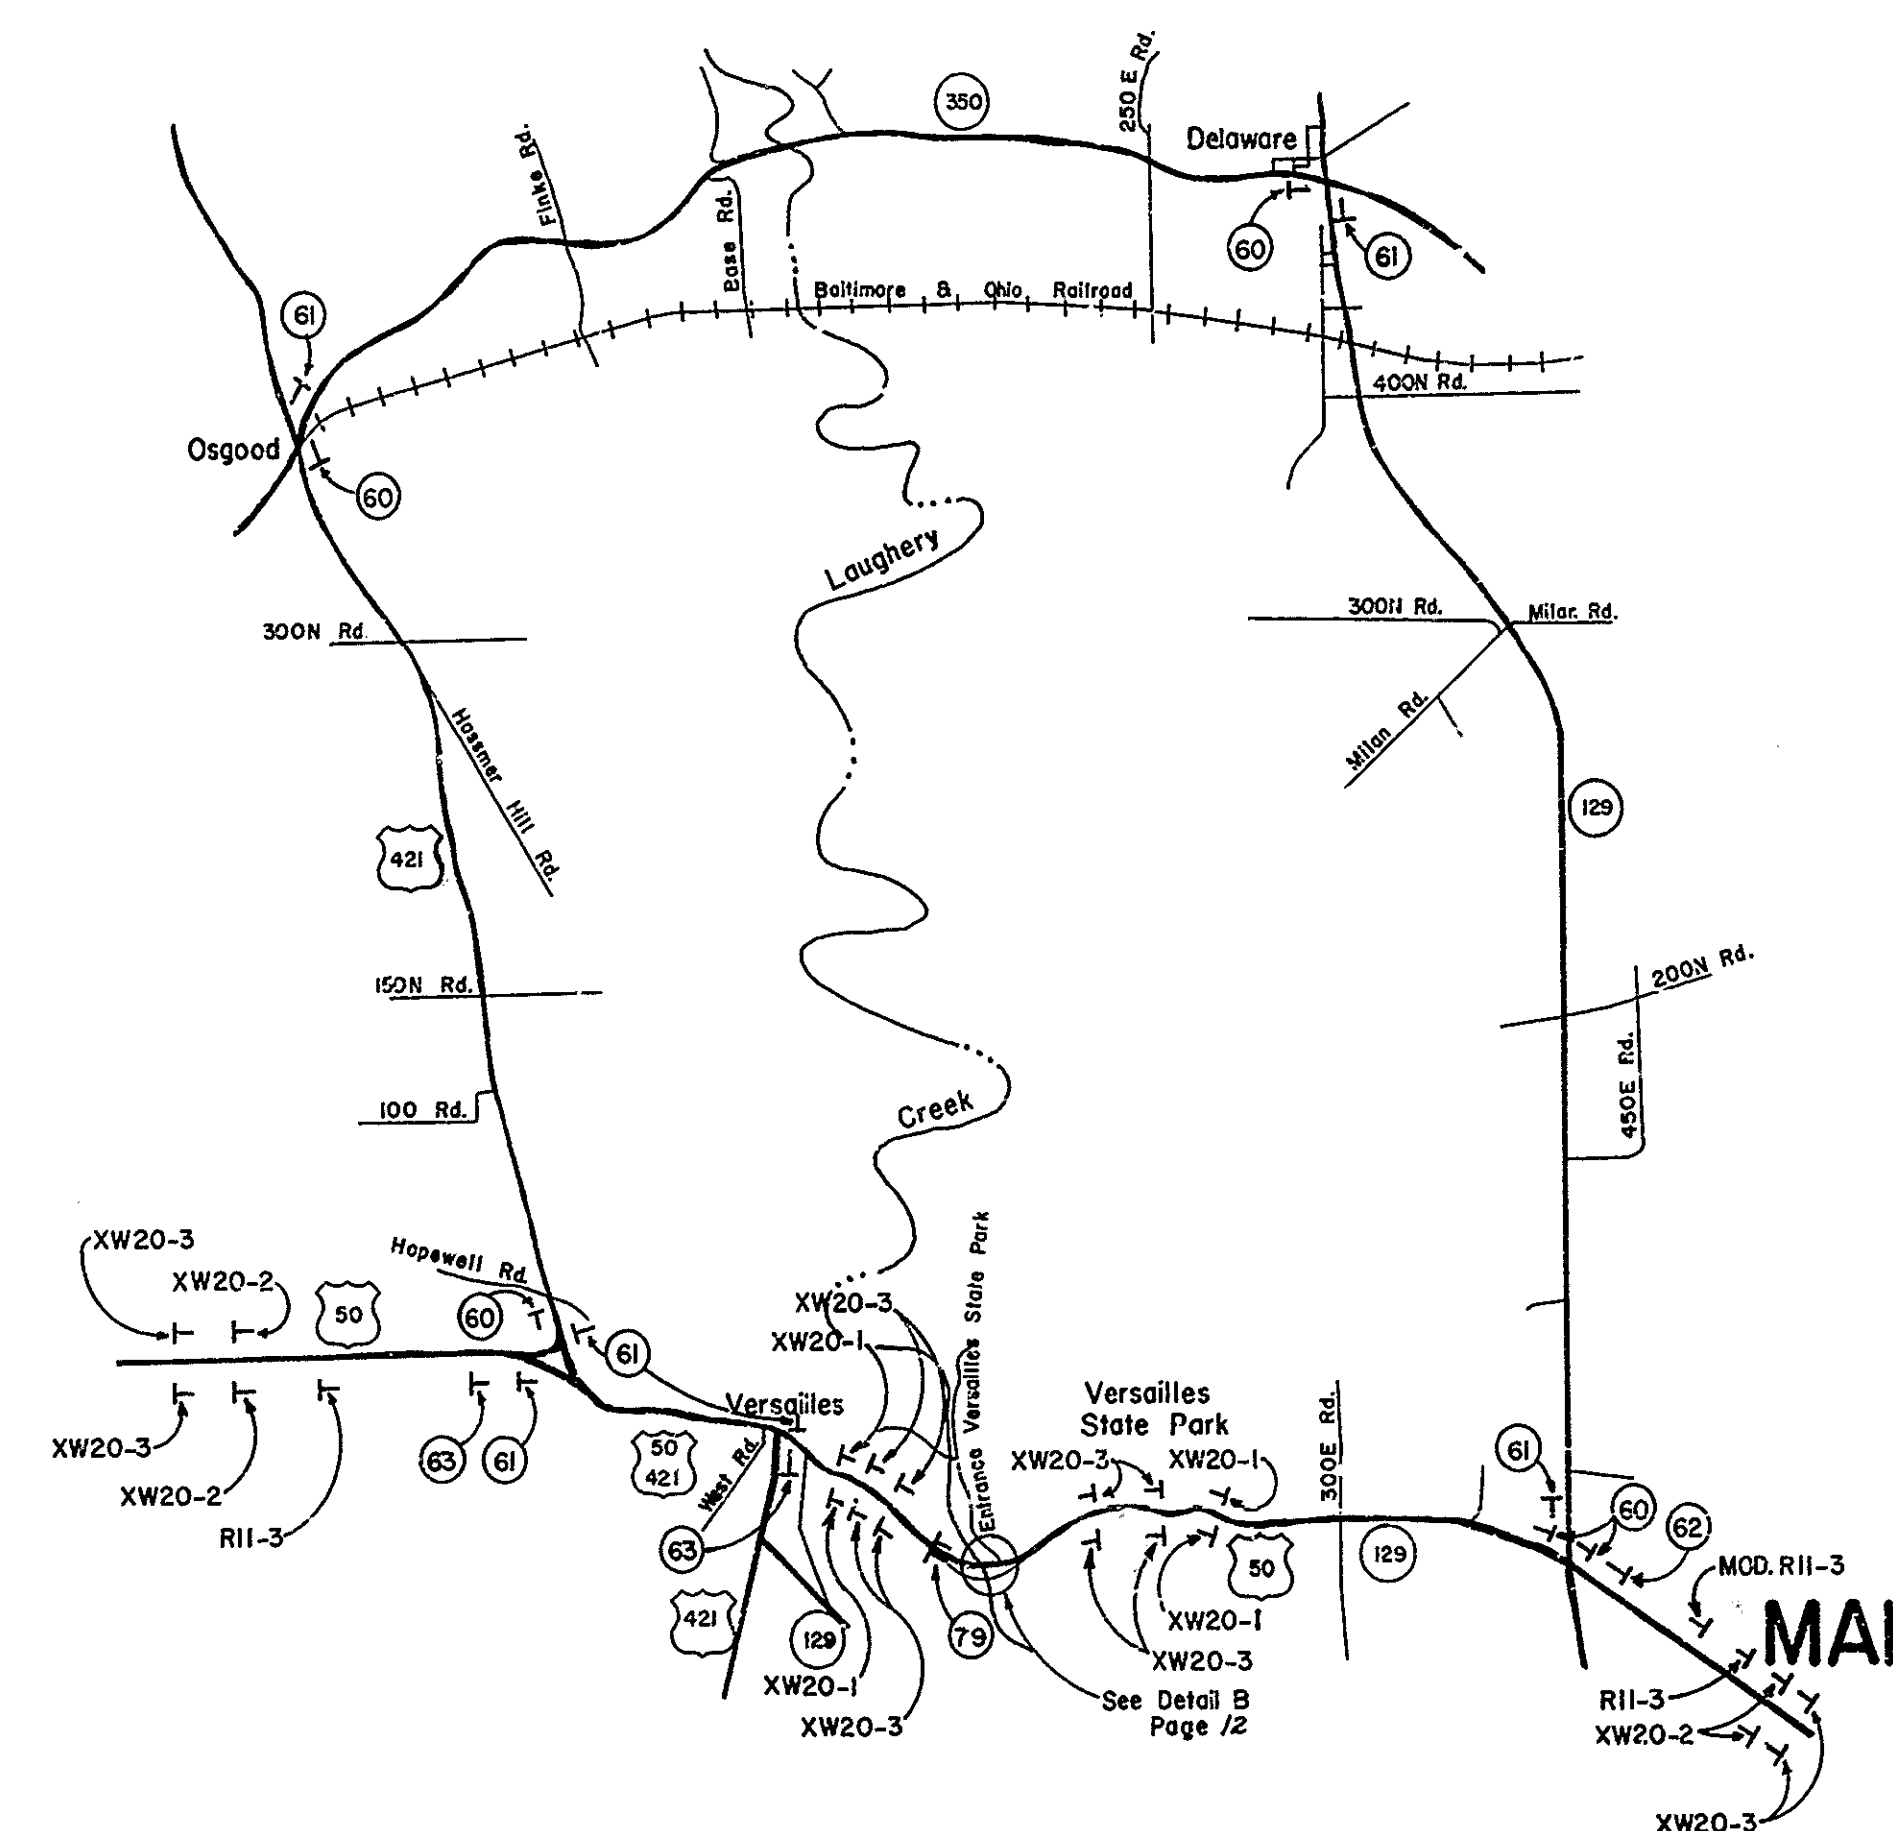 350
250 E Rd.
Delaware
Finke Rd.
Base Rd.
60
61
Baltimore & Ohio Railroad
61
400N Rd.
Osgood
60
Laughery
300N Rd.
300N Rd.
Milar. Rd.
Hassmer Hill Rd.
Milan Rd.
129
421
200N Rd.
150N Rd.
450E Rd.
100 Rd.
Creek
XW20-3
XW20-2
50
Hopewell Rd.
60
61
XW20-3
XW20-1
Entrance Versailles State Park
Versailles
Versailles
State Park
300E Rd.
XW20-3
XW20-2
R11-3
63
61
50
421
West Rd.
63
421
129
XW20-1
XW20-3
79
XW20-3
XW20-1
XW20-1
XW20-3
50
129
See Detail B
Page 12
61
60
62
MOD. R11-3
MAI
R11-3
XW20-2
XW20-3